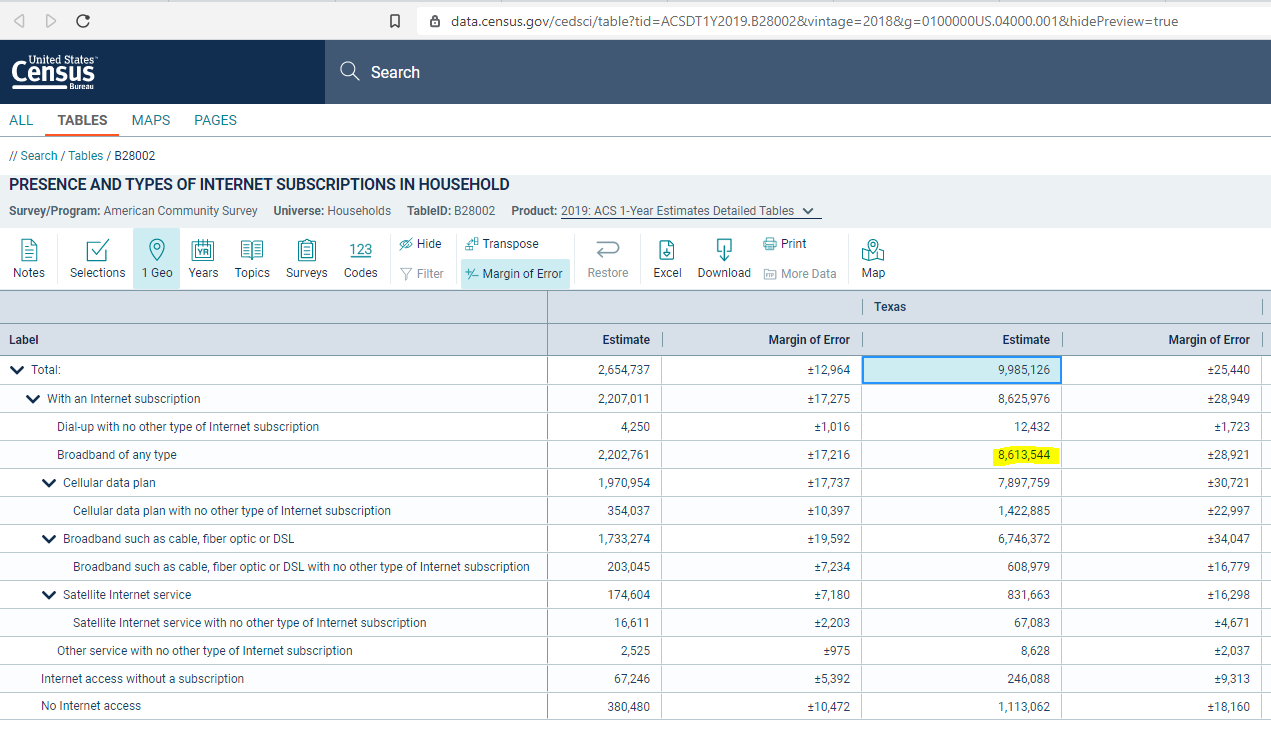 data.census.gov/cedsci/table?tid=ACSDT1Y2019.B28002&vintage=2018&g=0100000US.04000.001&hidePreview=true
United States
Census
Bureau
Search
ALL TABLES MAPS PAGES
// Search / Tables / B28002
PRESENCE AND TYPES OF INTERNET SUBSCRIPTIONS IN HOUSEHOLD
Survey/Program: American Community Survey Universe: Households TableID: B28002 Product: 2019: ACS 1-Year Estimates Detailed Tables
Notes Selections 1 Geo YR Years Topics Surveys 123 Codes Hide Filter Transpose +/- Margin of Error Restore Excel Download Print FTP More Data Map
Texas
Label Estimate Margin of Error Estimate Margin of Error
Total: 2,654,737 ±12,964 9,985,126 ±25,440
With an Internet subscription 2,207,011 ±17,275 8,625,976 ±28,949
Dial-up with no other type of Internet subscription 4,250 ±1,016 12,432 ±1,723
Broadband of any type 2,202,761 ±17,216 8,613,544 ±28,921
Cellular data plan 1,970,954 ±17,737 7,897,759 ±30,721
Cellular data plan with no other type of Internet subscription 354,037 ±10,397 1,422,885 ±22,997
Broadband such as cable, fiber optic or DSL 1,733,274 ±19,592 6,746,372 ±34,047
Broadband such as cable, fiber optic or DSL with no other type of Internet subscription 203,045 ±7,234 608,979 ±16,779
Satellite Internet service 174,604 ±7,180 831,663 ±16,298
Satellite Internet service with no other type of Internet subscription 16,611 ±2,203 67,083 ±4,671
Other service with no other type of Internet subscription 2,525 ±975 8,628 ±2,037
Internet access without a subscription 67,246 ±5,392 246,088 ±9,313
No Internet access 380,480 ±10,472 1,113,062 ±18,160